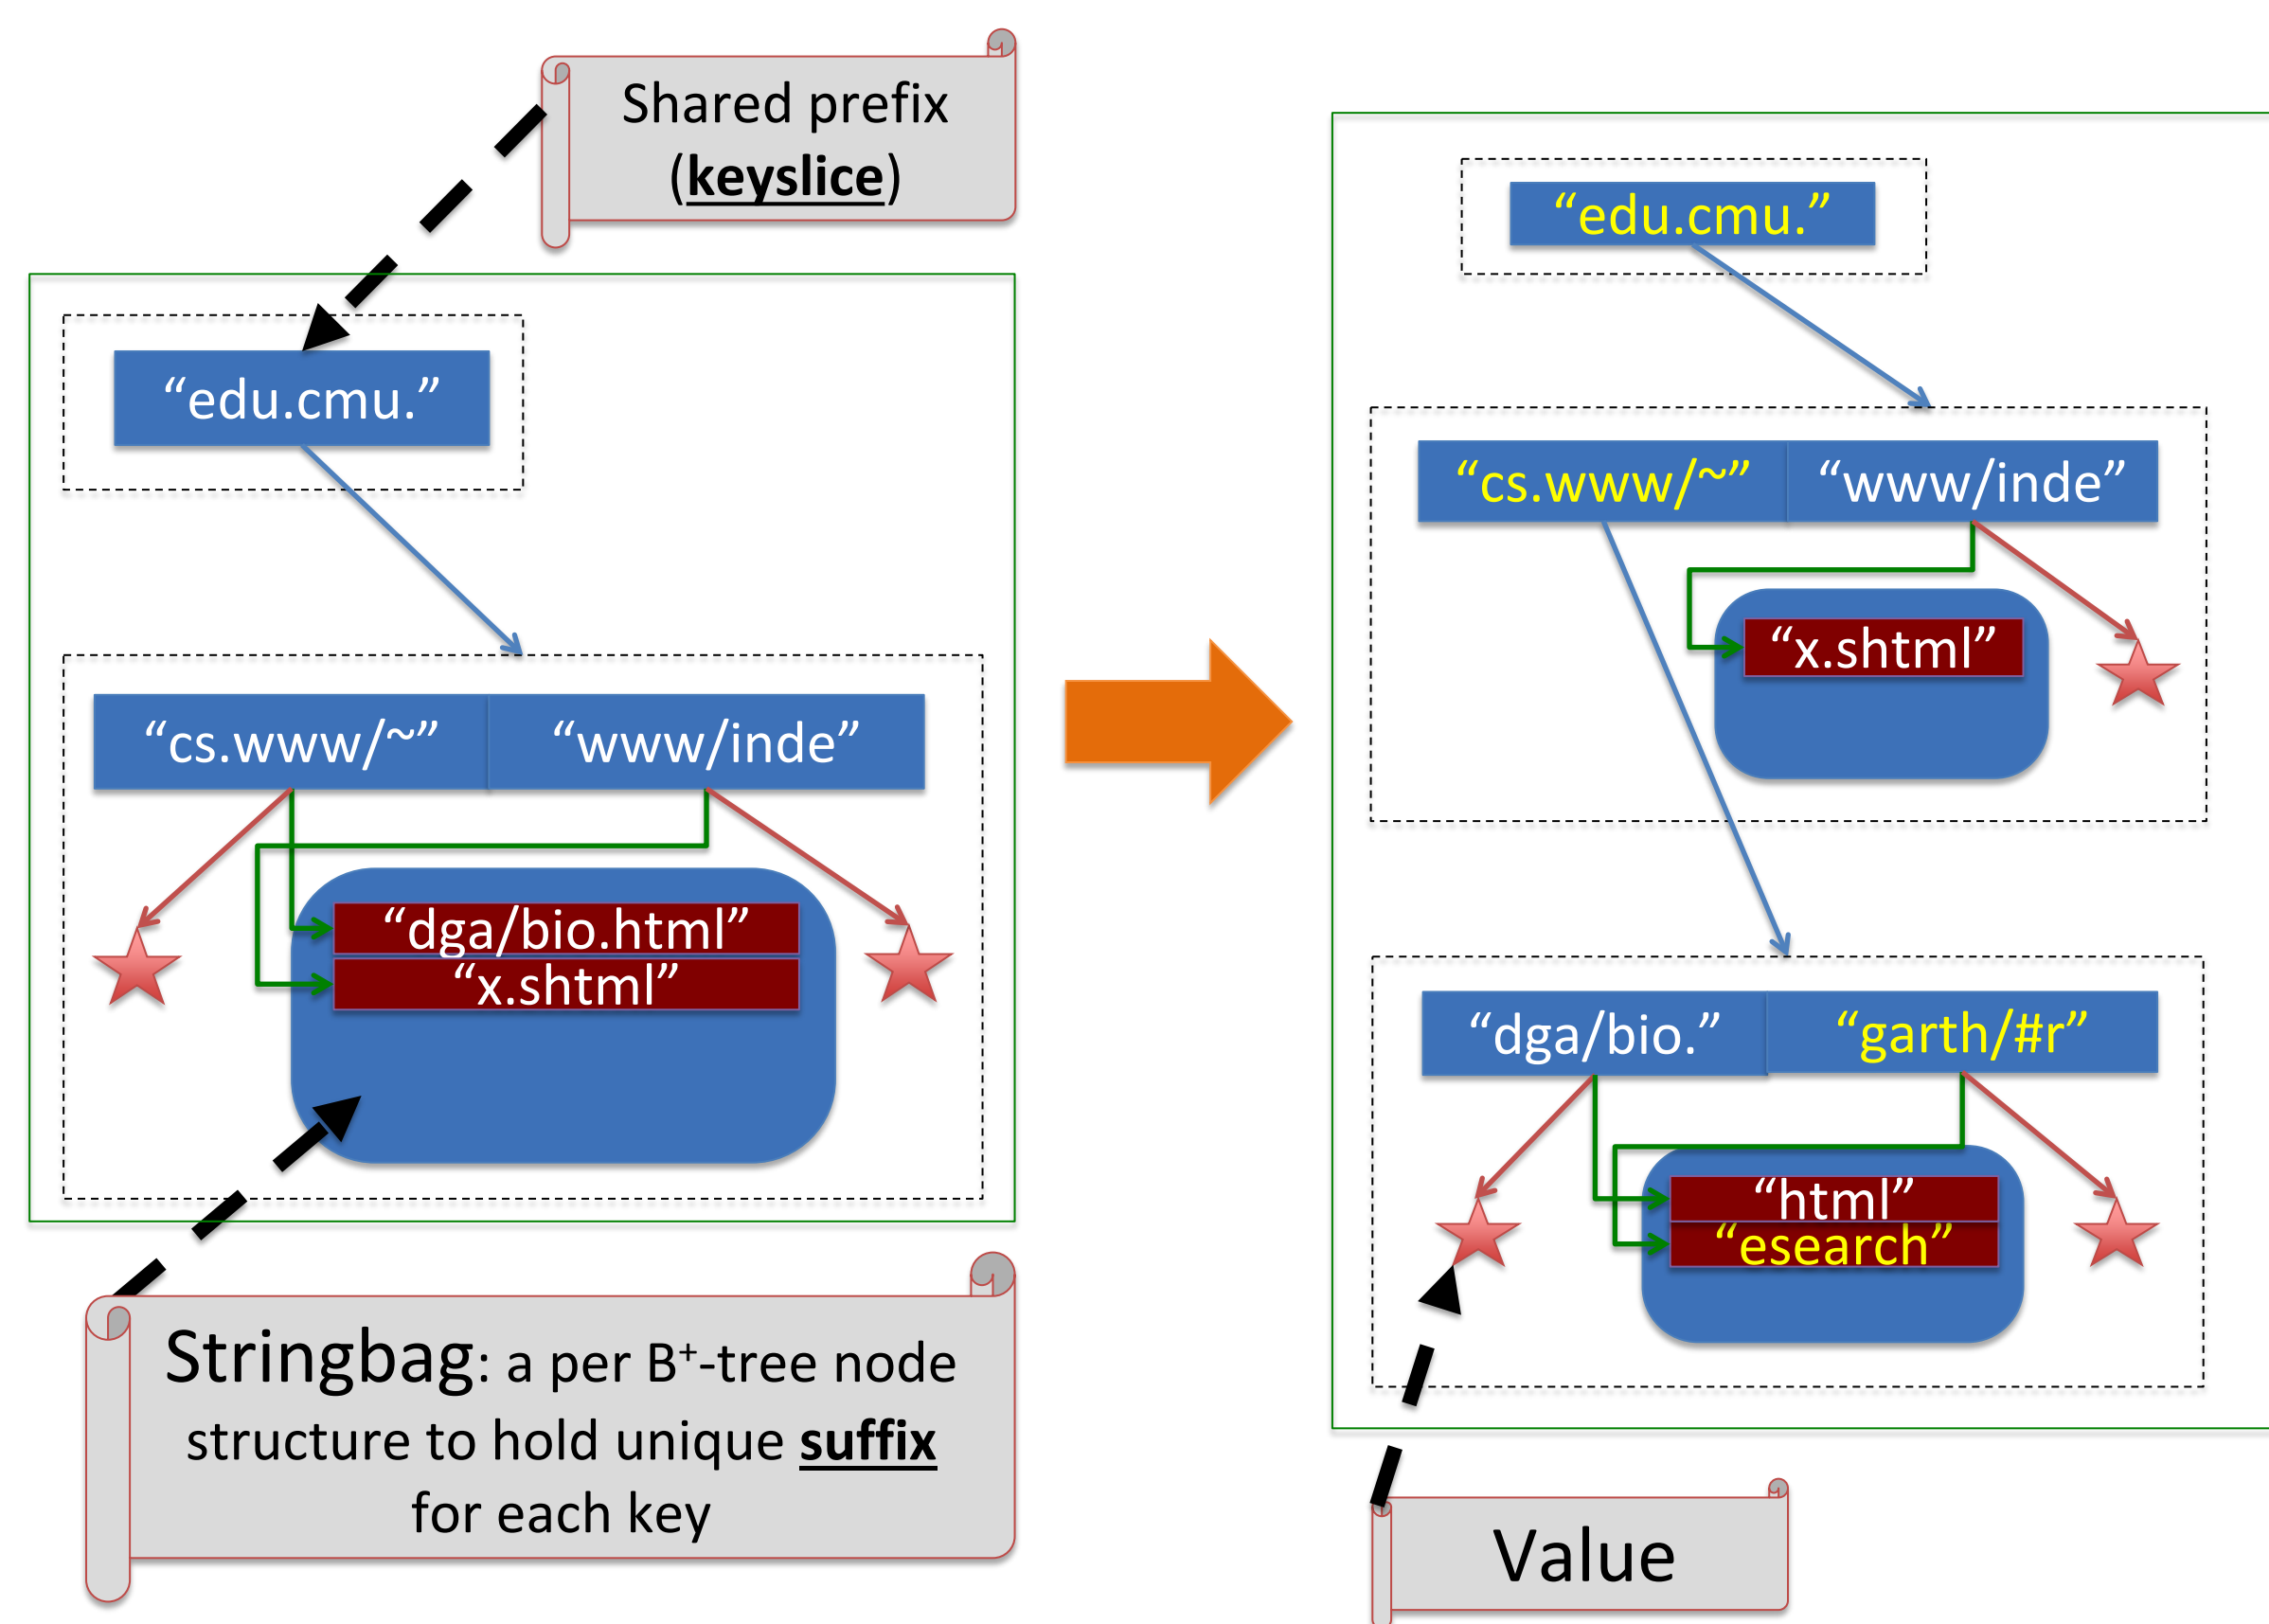 Shared prefix
(keyslice)
“edu.cmu.”
“cs.www/~” “www/inde”
“dga/bio.html”
“x.shtml”
Stringbag: a per B⁺-tree node
structure to hold unique suffix
for each key
“edu.cmu.”
“cs.www/~” “www/inde”
“x.shtml”
“dga/bio.” “garth/#r”
“html”
“esearch”
Value